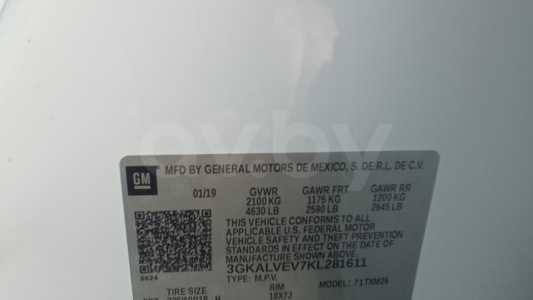 MFD BY GENERAL MOTORS DE MEXICO, S. DE R.L. DE C.V.
GM
01/19 GVWR GAWR FRT GAWR RR
2100 KG 1175 KG 1200 KG
4630 LB 2590 LB 2645 LB
THIS VEHICLE CONFORMS TO ALL
APPLICABLE U.S. FEDERAL MOTOR
VEHICLE SAFETY AND THEFT
PREVENTION STANDARDS IN EFFECT
ON THE DATE OF MANUFACTURE
SHOWN ABOVE.
3GKALVEV7KL281611
TYPE: M.P.V. MODEL: 71TXM26
TIRE SIZE RIM